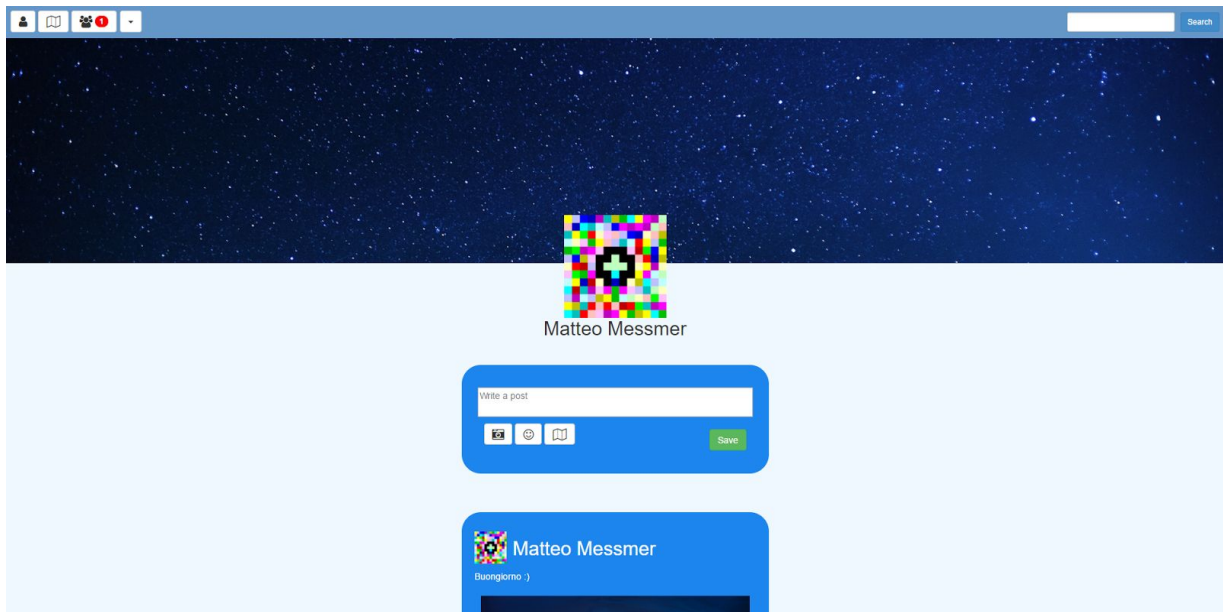 1
Search
Matteo Messmer
Write a post
Save
Matteo Messmer
Buongiorno :)